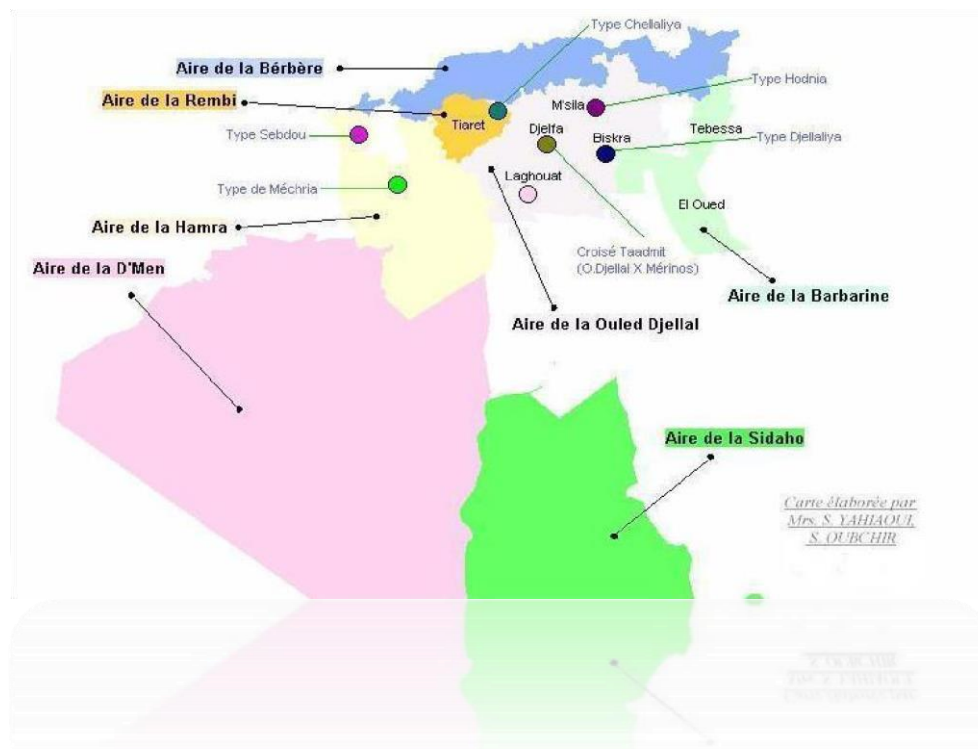 Type Chellaliya
Aire de la Bérbère
Type Hodnia
Aire de la Rembi
M'sila
Tiaret
Djelfa
Biskra
Tebessa
Type Sebdou
Type Djellaliya
Laghouat
Type de Méchria
El Oued
Aire de la Hamra
Croisé Taadmit
(O.Djellal X Mérinos)
Aire de la D'Men
Aire de la Barbarine
Aire de la Ouled Djellal
Aire de la Sidaho
Carte élaborée par
Mrs. S. YAHIAOUI,
S. OUBCHIR